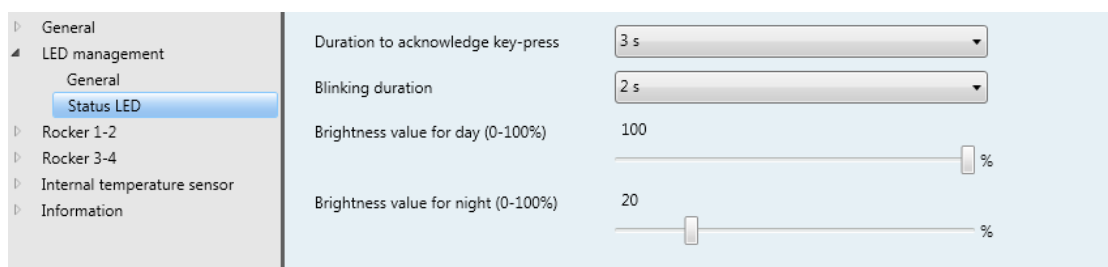 General
LED management
General
Status LED
Rocker 1-2
Rocker 3-4
Internal temperature sensor
Information
Duration to acknowledge key-press 3 s
Blinking duration 2 s
Brightness value for day (0-100%) 100
%
Brightness value for night (0-100%) 20
%